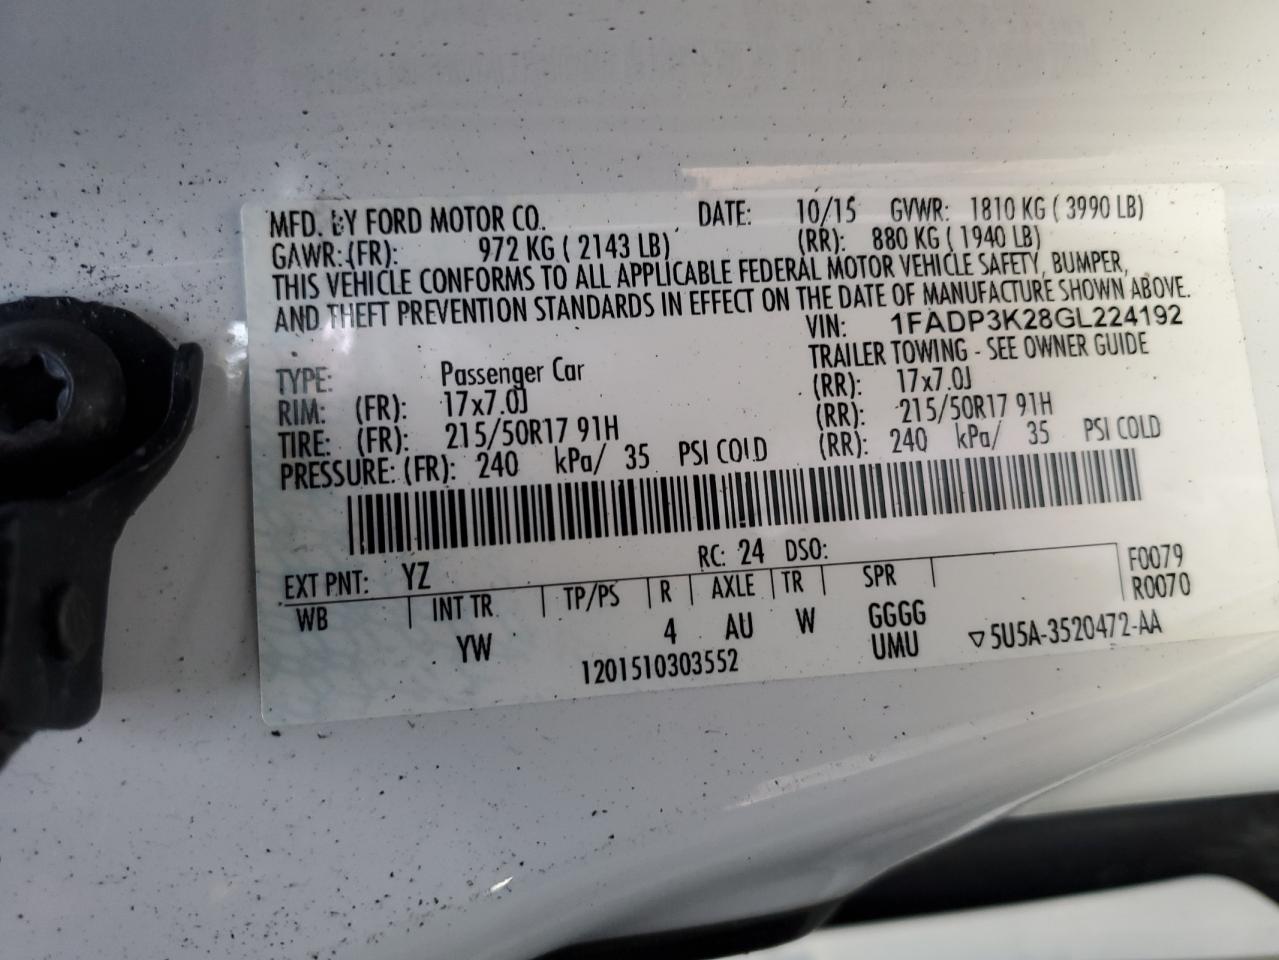 MFD. BY FORD MOTOR CO. DATE: 10/15 GVWR: 1810 KG ( 3990 LB)
GAWR:(FR): 972 KG ( 2143 LB) (RR): 880 KG ( 1940 LB)
THIS VEHICLE CONFORMS TO ALL APPLICABLE FEDERAL MOTOR VEHICLE SAFETY, BUMPER,
AND THEFT PREVENTION STANDARDS IN EFFECT ON THE DATE OF MANUFACTURE SHOWN ABOVE.
VIN: 1FADP3K28GL224192
TRAILER TOWING - SEE OWNER GUIDE
TYPE: Passenger Car
RIM: (FR): 17x7.0J (RR): 17x7.0J
TIRE: (FR): 215/50R17 91H (RR): 215/50R17 91H
PRESSURE: (FR): 240 kPa/ 35 PSI COLD (RR): 240 kPa/ 35 PSI COLD
EXT PNT: YZ RC: 24 DSO: F0079
WB INT TR TP/PS R AXLE TR SPR R0070
YW 4 AU W GGGG
1201510303552 UMU ▽5U5A-3520472-AA